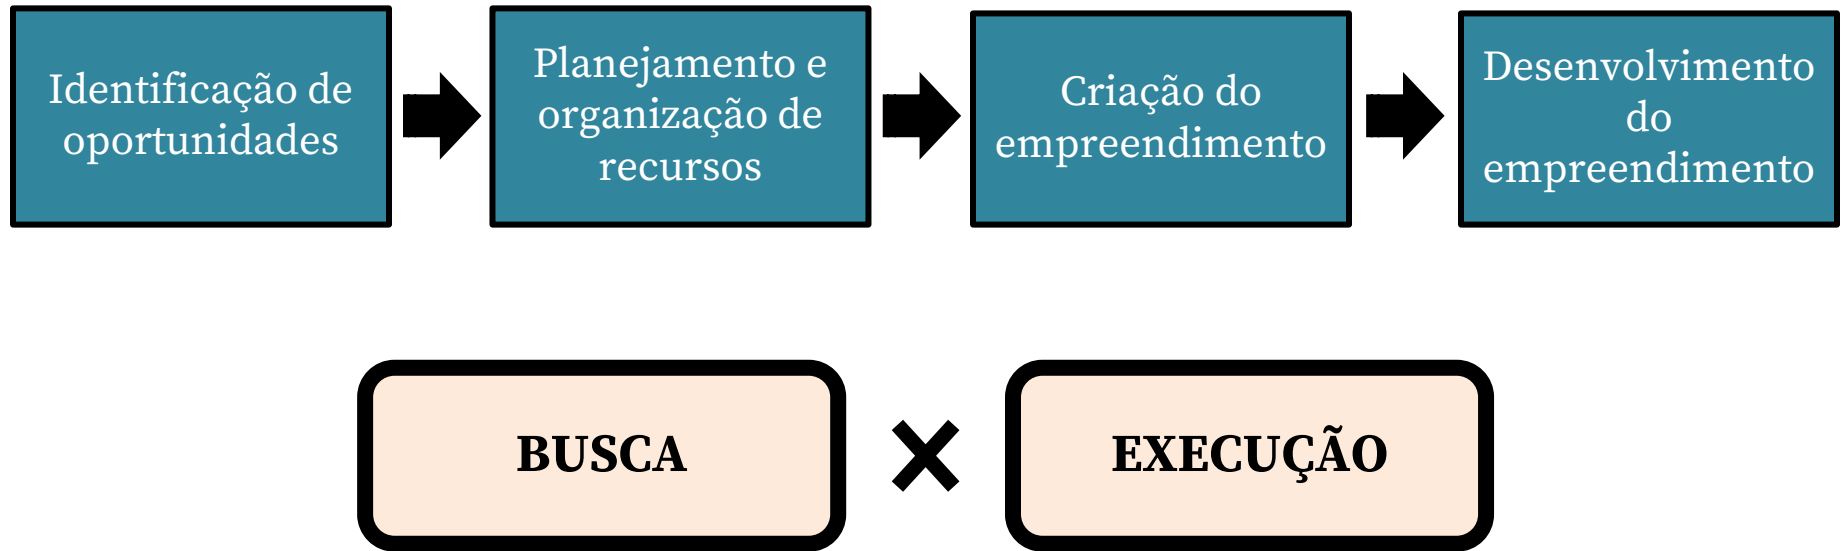 Identificação de
oportunidades
Planejamento e
organização de
recursos
Criação do
empreendimento
Desenvolvimento
do
empreendimento
BUSCA
EXECUÇÃO